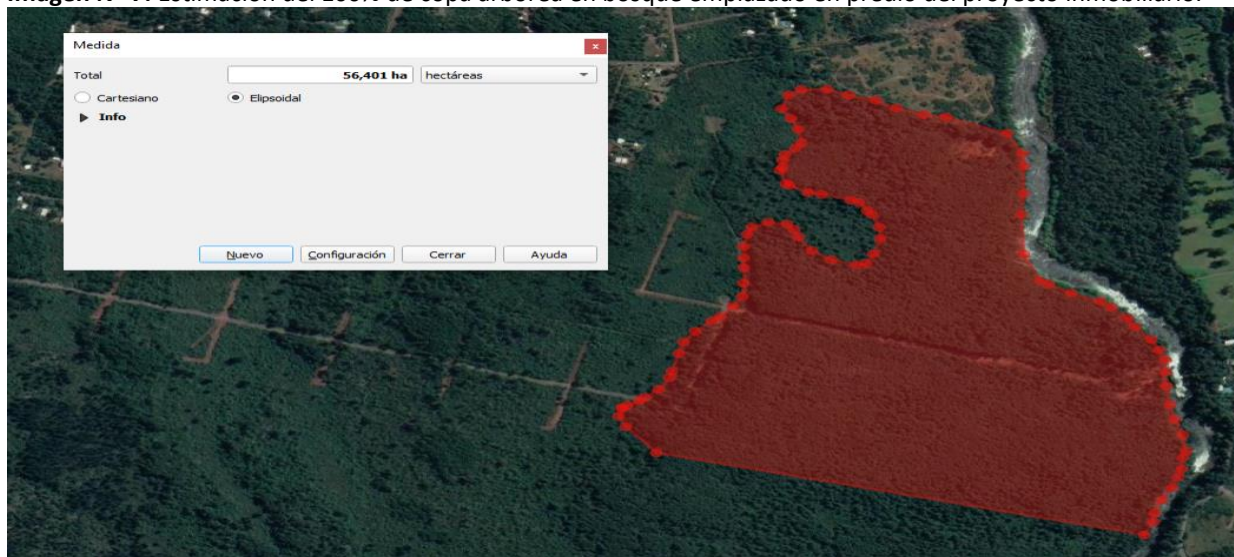 Medida
Total 56,401 ha hectáreas
Cartesiano Elipsoidal
Info
Nuevo Configuración Cerrar Ayuda